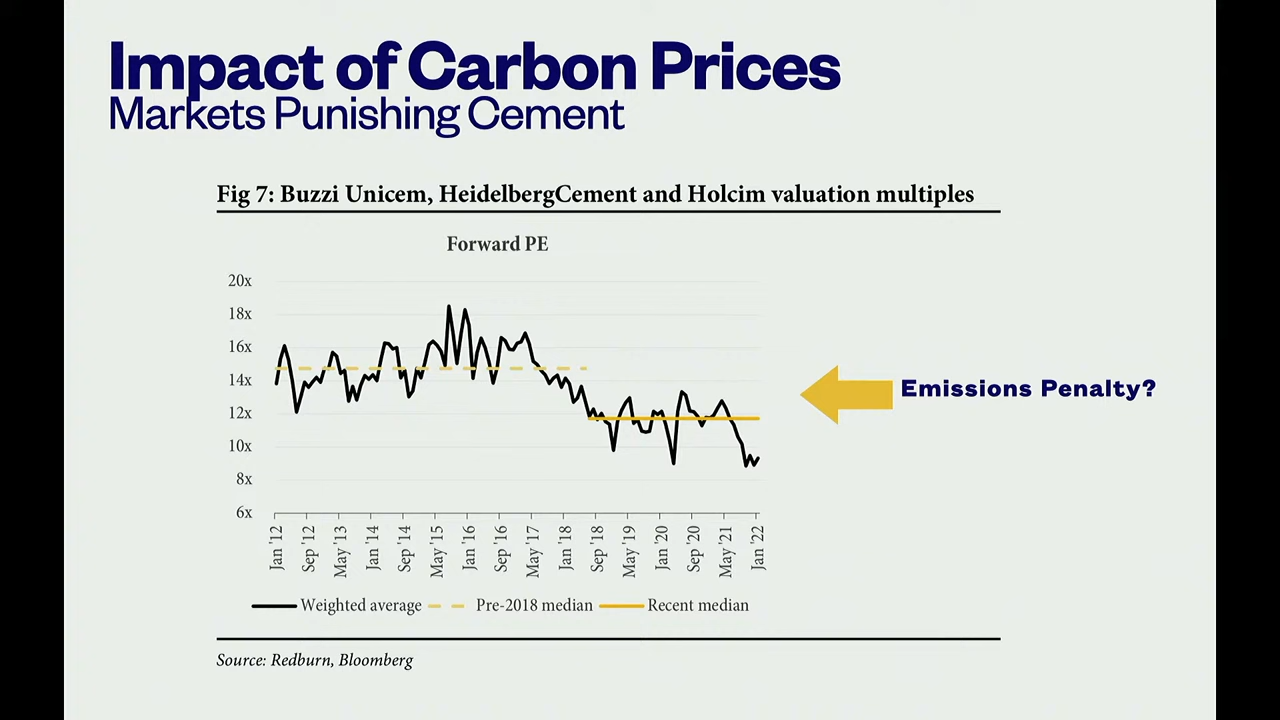 Impact of Carbon Prices
Markets Punishing Cement
Fig 7: Buzzi Unicem, HeidelbergCement and Holcim valuation multiples
Forward PE
20x
18x
16x
14x
12x
10x
8x
6x
Jan '12
Sep '12
May '13
Jan '14
Sep '14
May '15
Jan '16
Sep '16
May '17
Jan '18
Sep '18
May '19
Jan '20
Sep '20
May '21
Jan '22
Weighted average
Pre-2018 median
Recent median
Emissions Penalty?
Source: Redburn, Bloomberg